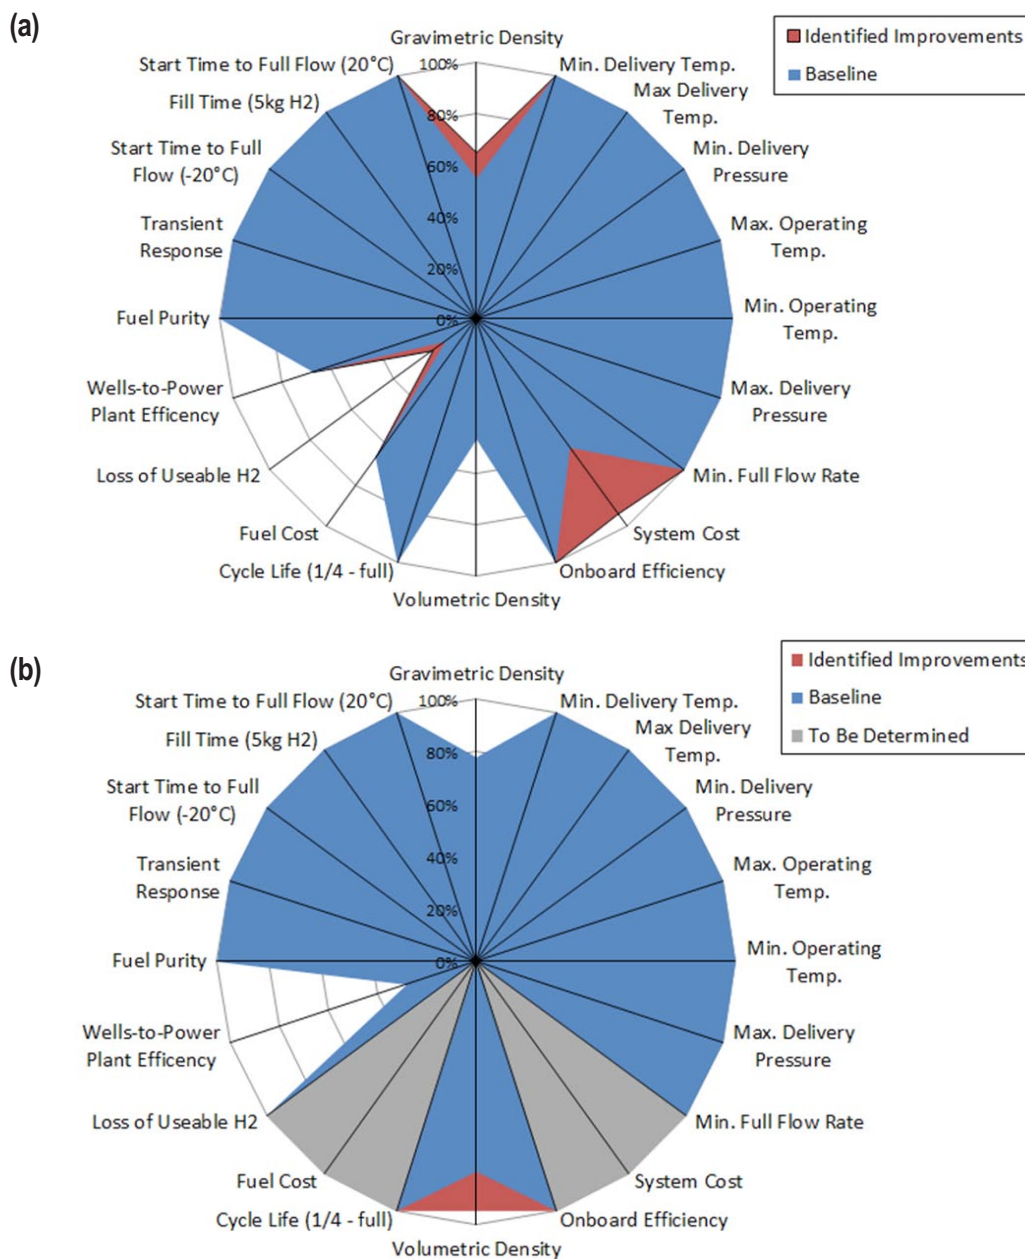 (a)
Gravimetric Density
Identified Improvements
Baseline
Start Time to Full Flow (20°C)
100%
Min. Delivery Temp.
Fill Time (5kg H2)
Max Delivery
Temp.
80%
Start Time to Full
Flow (-20°C)
Min. Delivery
Pressure
60%
Transient
Response
40%
Max. Operating
Temp.
20%
Fuel Purity
0%
Min. Operating
Temp.
Wells-to-Power
Plant Efficency
Max. Delivery
Pressure
Loss of Useable H2
Min. Full Flow Rate
Fuel Cost
System Cost
Cycle Life (1/4 - full)
Onboard Efficiency
Volumetric Density
(b)
Gravimetric Density
Identified Improvements
Baseline
To Be Determined
Start Time to Full Flow (20°C)
100%
Min. Delivery Temp.
Fill Time (5kg H2)
Max Delivery
Temp.
80%
Start Time to Full
Flow (-20°C)
Min. Delivery
Pressure
60%
Transient
Response
40%
Max. Operating
Temp.
20%
Fuel Purity
0%
Min. Operating
Temp.
Wells-to-Power
Plant Efficency
Max. Delivery
Pressure
Loss of Useable H2
Min. Full Flow Rate
Fuel Cost
System Cost
Cycle Life (1/4 - full)
Onboard Efficiency
Volumetric Density